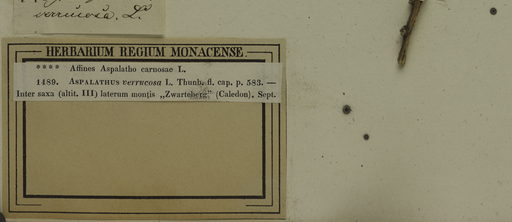 verrucosa, L.
HERBARIUM REGIUM MONACENSE.
**** Affines Aspalatho carnosae L.
1489. ASPALATHUS verrucosa L. Thunb. fl. cap. p. 583. —
Inter saxa (altit. III) laterum montis „Zwarteberg“ (Caledon). Sept.